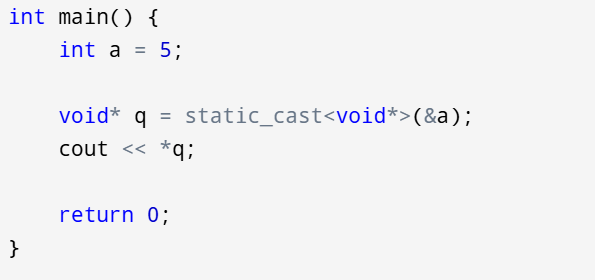 int main() {
    int a = 5;
    void* q = static_cast<void*>(&a);
    cout << *q;
    return 0;
}